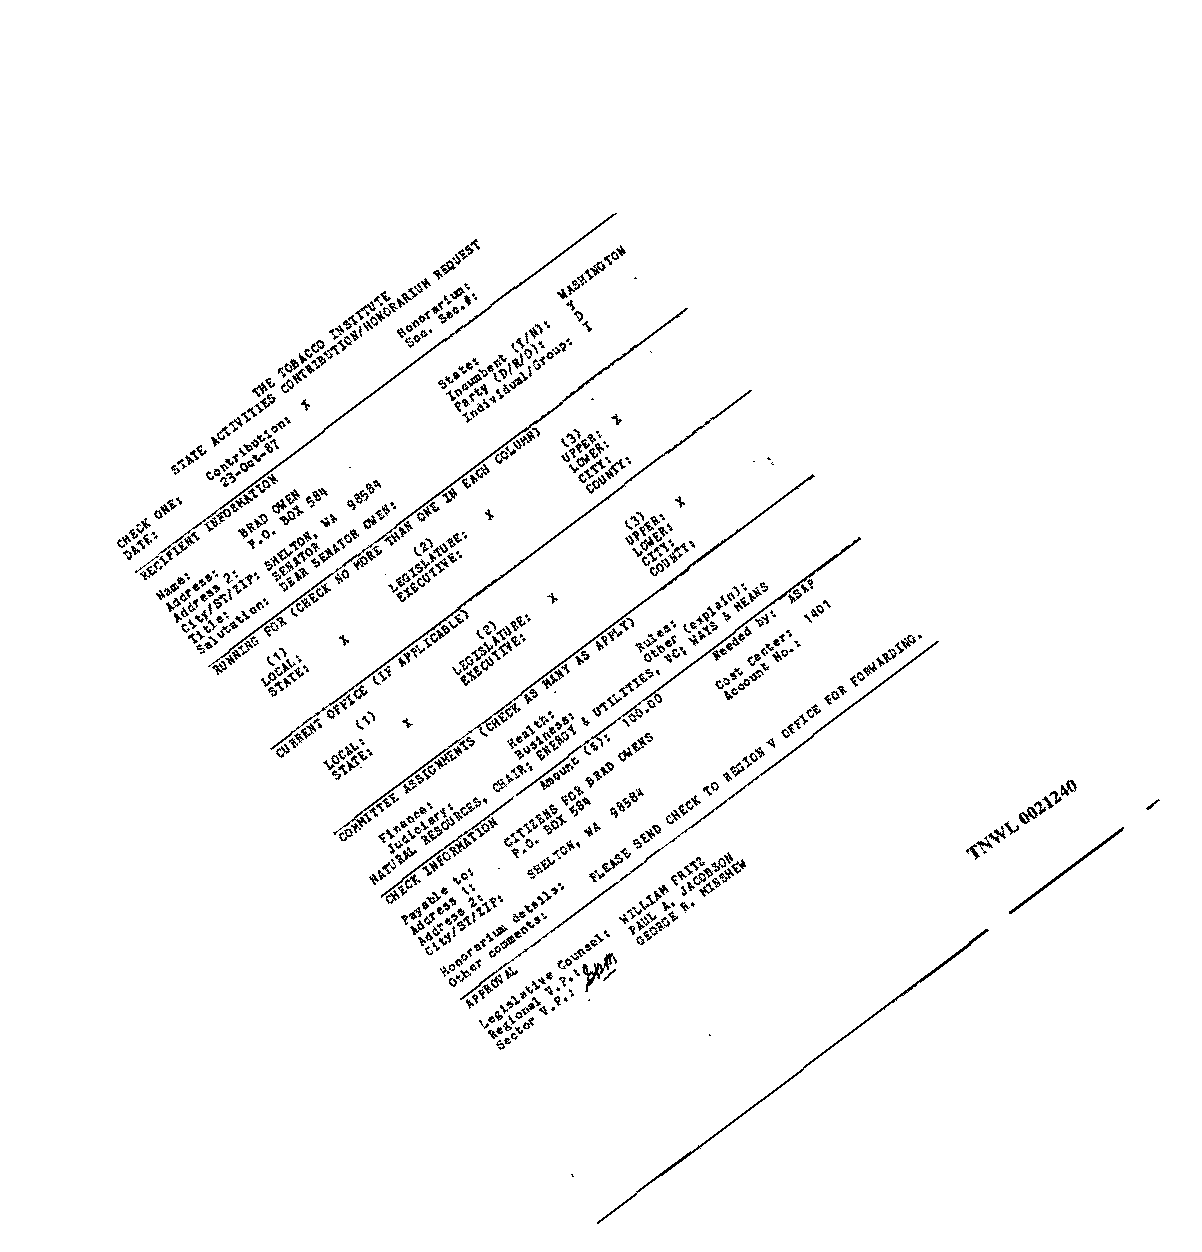 THE TOBACCO INSTITUTE
STATE ACTIVITIES CONTRIBUTION/HONORARIUM REQUEST
CHECK ONE: Contribution: X Honorarium:
DATE: 23-Oct-87 Soc. Sec.#:
RECIPIENT INFORMATION
Name: BRAD OWEN State: WASHINGTON
Address: P.O. BOX 584 Incumbent (Y/N): Y
Address 2: Party (D/R/O): D
City/ST/ZIP: SHELTON, WA 98584 Individual/Group: I
Title: SENATOR
Salutation: DEAR SENATOR OWEN:
RUNNING FOR (CHECK NO MORE THAN ONE IN EACH COLUMN)
(1) (2) (3)
LOCAL: LEGISLATURE: X UPPER: X
STATE: X EXECUTIVE: LOWER:
CITY:
COUNTY:
CURRENT OFFICE (IF APPLICABLE)
(1) (2) (3)
LOCAL: LEGISLATURE: X UPPER: X
STATE: X EXECUTIVE: LOWER:
CITY:
COUNTY:
COMMITTEE ASSIGNMENTS (CHECK AS MANY AS APPLY)
Finance: Health: Rules:
Judiciary: Business: Other (explain):
NATURAL RESOURCES, CHAIR; ENERGY & UTILITIES, VC; WAYS & MEANS
CHECK INFORMATION Amount ($): 100.00 Needed by: ASAP
Payable to: CITIZENS FOR BRAD OWENS Cost Center: 1401
Address 1: P.O. BOX 584 Account No.:
Address 2:
City/ST/ZIP: SHELTON, WA 98584
Honorarium details:
Other comments: PLEASE SEND CHECK TO REGION V OFFICE FOR FORWARDING.
APPROVAL
Legislative Counsel: WILLIAM FRITZ
Regional V.P.: PAUL A. JACOBSON
Sector V.P.: GEORGE R. MISSHEW
TNWL 0021240